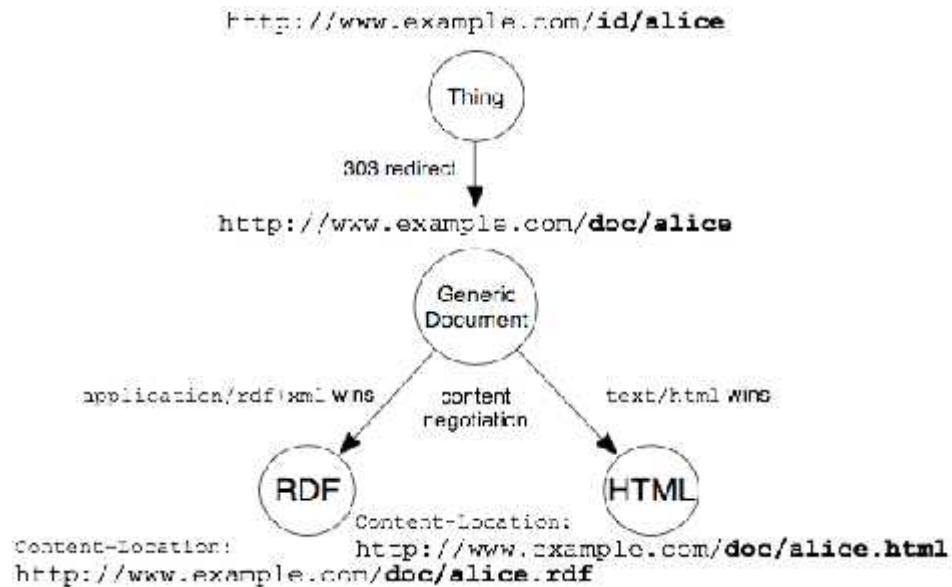 http://www.example.com/id/alice
Thing
303 redirect
http://www.example.com/doc/alice
Generic
Document
application/rdf+xml wins
content
negotiation
text/html wins
RDF
HTML
Content-Location:
http://www.example.com/doc/alice.html
Content-Location:
http://www.example.com/doc/alice.rdf